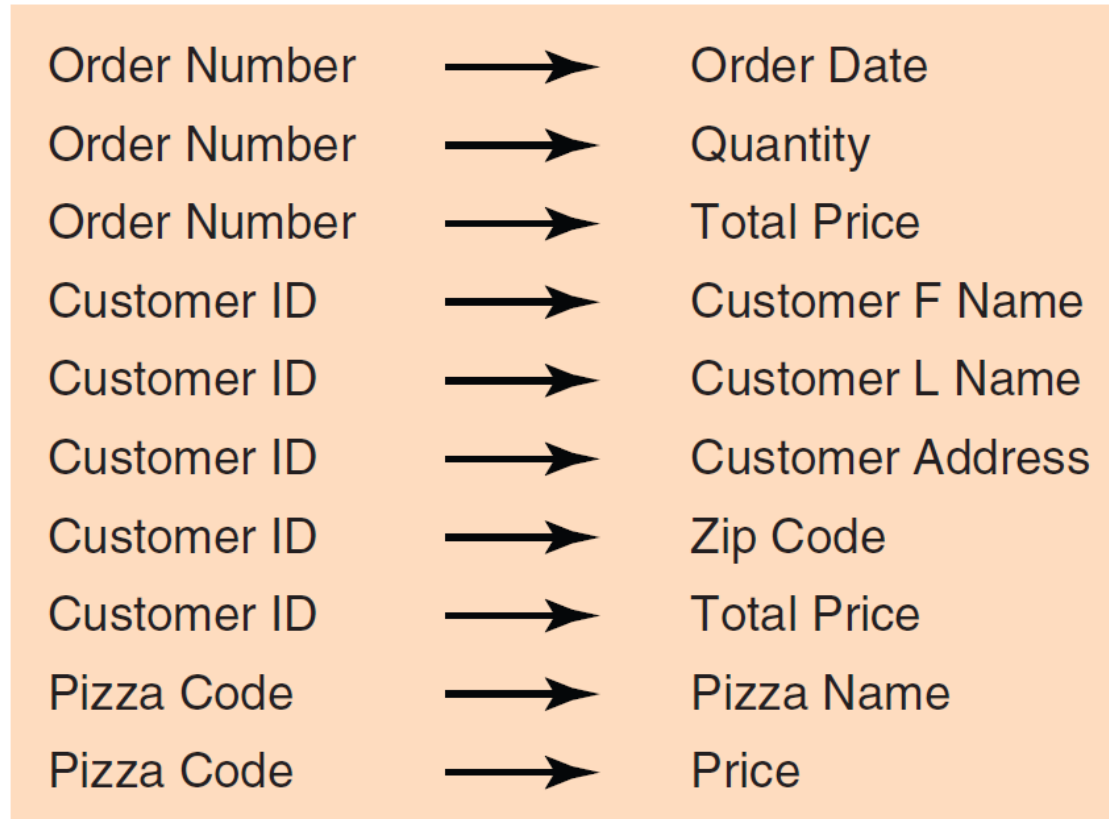 Order Number Order Date
Order Number Quantity
Order Number Total Price
Customer ID Customer F Name
Customer ID Customer L Name
Customer ID Customer Address
Customer ID Zip Code
Customer ID Total Price
Pizza Code Pizza Name
Pizza Code Price